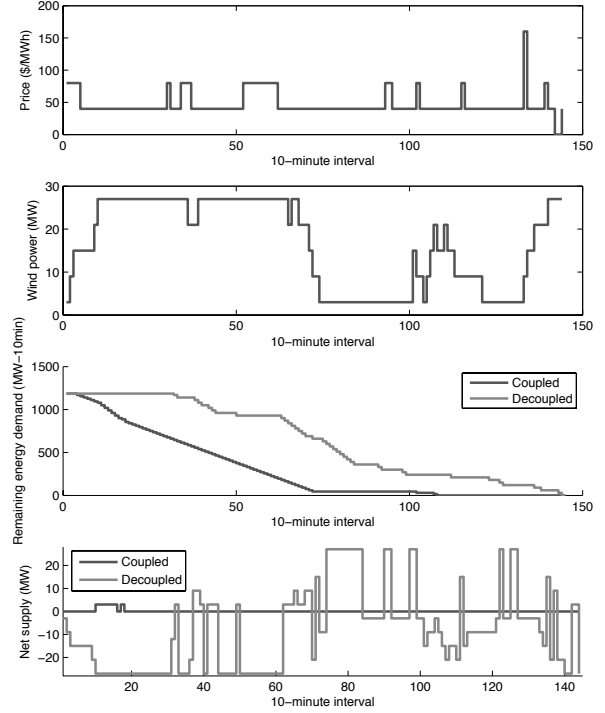 200
150
100
50
0
Price ($/MWh)
0 50 100 150
10−minute interval
30
20
10
0
Wind power (MW)
0 50 100 150
10−minute interval
1500
1000
500
0
Remaining energy demand (MW−10min)
Coupled
Decoupled
0 50 100 150
10−minute interval
20
10
0
−10
−20
Net supply (MW)
Coupled
Decoupled
20 40 60 80 100 120 140
10−minute interval